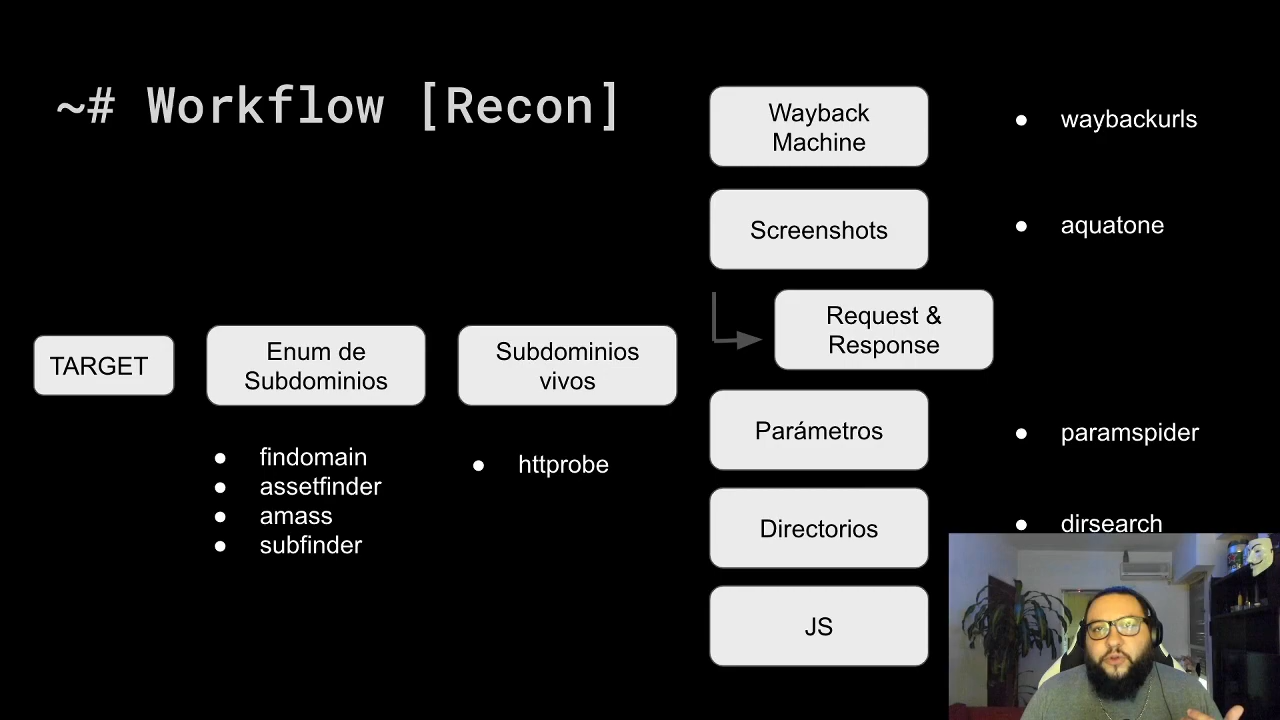 ~# Workflow [Recon]
TARGET
Enum de
Subdominios
● findomain
● assetfinder
● amass
● subfinder
Subdominios
vivos
● httprobe
Wayback
Machine
● waybackurls
Screenshots
● aquatone
Request &
Response
Parámetros
● paramspider
Directorios
● dirsearch
JS